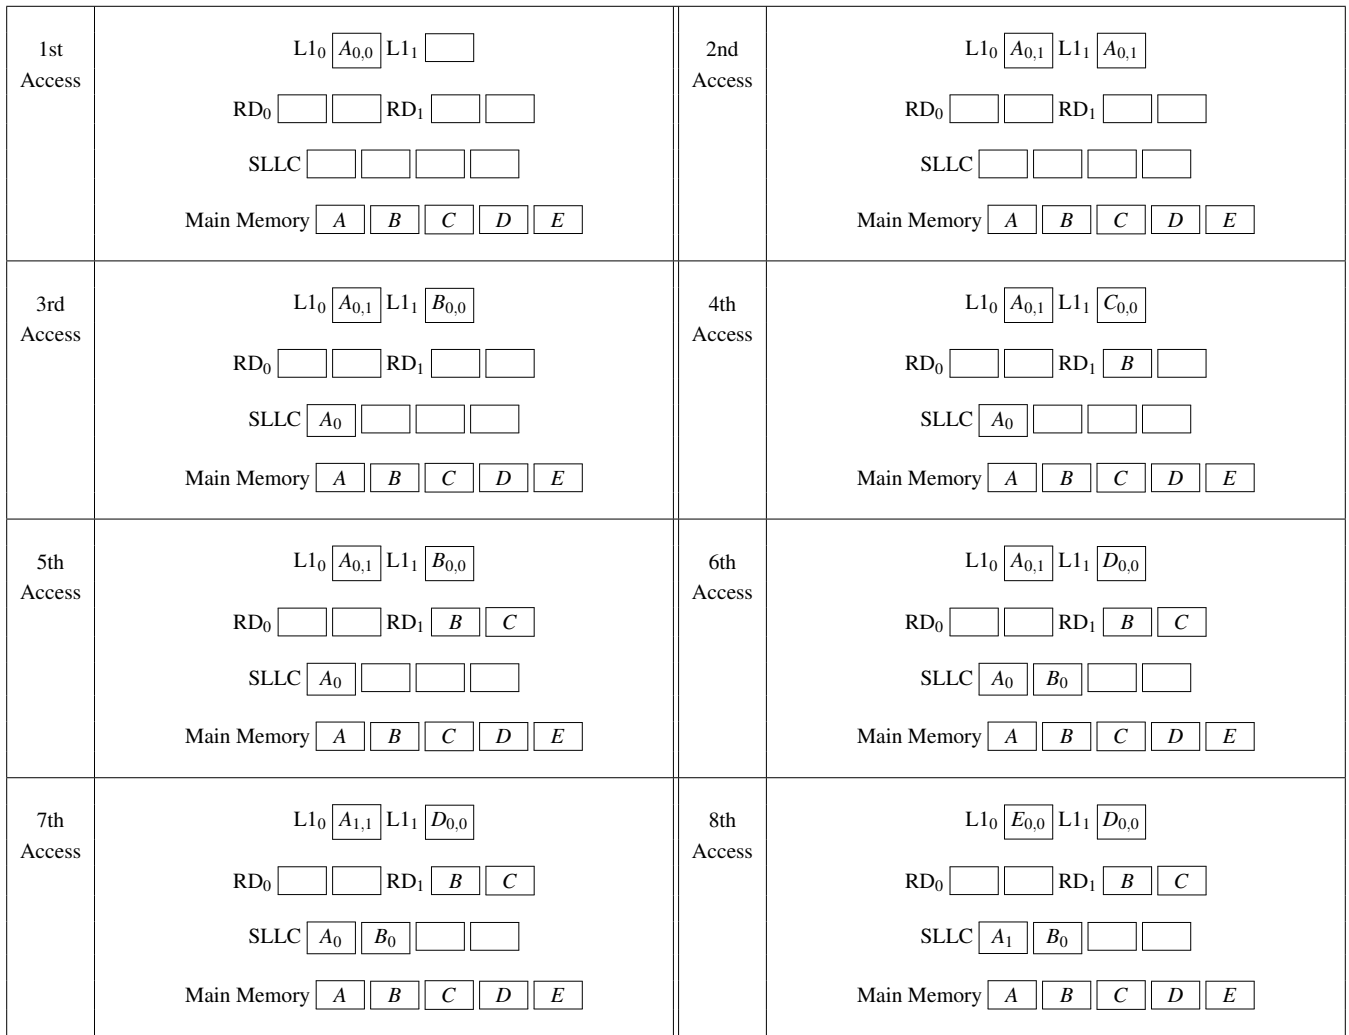 1st Access
L1₀ A₀,₀ L1₁
RD₀ RD₁
SLLC
Main Memory A B C D E
2nd Access
L1₀ A₀,₁ L1₁ A₀,₁
RD₀ RD₁
SLLC
Main Memory A B C D E
3rd Access
L1₀ A₀,₁ L1₁ B₀,₀
RD₀ RD₁
SLLC A₀
Main Memory A B C D E
4th Access
L1₀ A₀,₁ L1₁ C₀,₀
RD₀ RD₁ B
SLLC A₀
Main Memory A B C D E
5th Access
L1₀ A₀,₁ L1₁ B₀,₀
RD₀ RD₁ B C
SLLC A₀
Main Memory A B C D E
6th Access
L1₀ A₀,₁ L1₁ D₀,₀
RD₀ RD₁ B C
SLLC A₀ B₀
Main Memory A B C D E
7th Access
L1₀ A₁,₁ L1₁ D₀,₀
RD₀ RD₁ B C
SLLC A₀ B₀
Main Memory A B C D E
8th Access
L1₀ E₀,₀ L1₁ D₀,₀
RD₀ RD₁ B C
SLLC A₁ B₀
Main Memory A B C D E